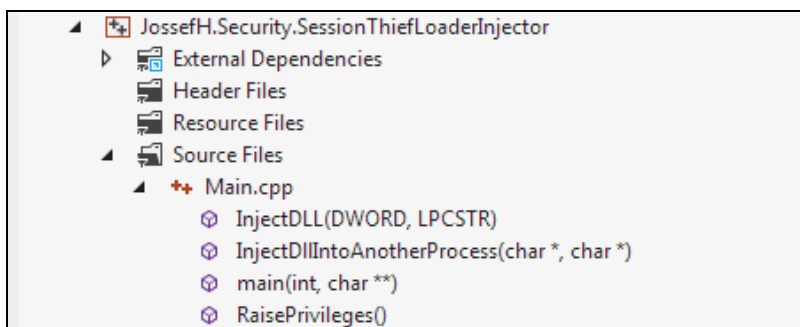 JossefH.Security.SessionThiefLoaderInjector
External Dependencies
Header Files
Resource Files
Source Files
Main.cpp
InjectDLL(DWORD, LPCSTR)
InjectDllIntoAnotherProcess(char *, char *)
main(int, char **)
RaisePrivileges()